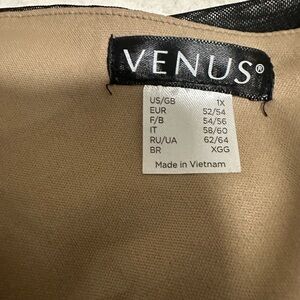 VENUS®
US/GB 1X
EUR 52/54
F/B 54/56
IT 58/60
RU/UA 62/64
BR XGG
Made in Vietnam